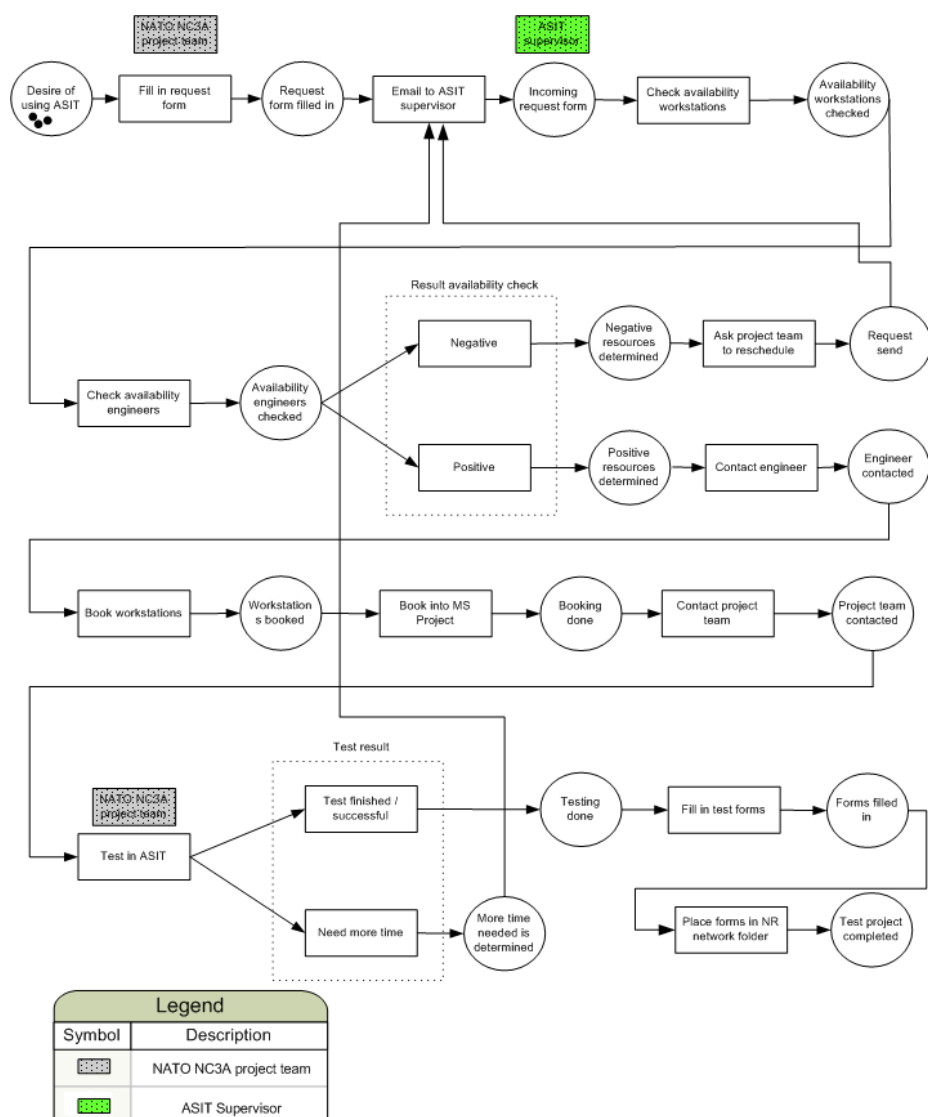 NATO NC3A
project team
ASIT
supervisor
Desire of
using ASIT
Fill in request
form
Request
form filled in
Email to ASIT
supervisor
Incoming
request form
Check availability
workstations
Availability
workstations
checked
Result availability check
Negative
Negative
resources
determined
Ask project team
to reschedule
Request
send
Check availability
engineers
Availability
engineers
checked
Positive
Positive
resources
determined
Contact engineer
Engineer
contacted
Book workstations
Workstation
s booked
Book into MS
Project
Booking
done
Contact project
team
Project team
contacted
Test result
NATO NC3A
project team
Test in ASIT
Test finished /
successful
Testing
done
Fill in test forms
Forms filled
in
Need more time
More time
needed is
determined
Place forms in NR
network folder
Test project
completed
Legend
Symbol Description
NATO NC3A project team
ASIT Supervisor